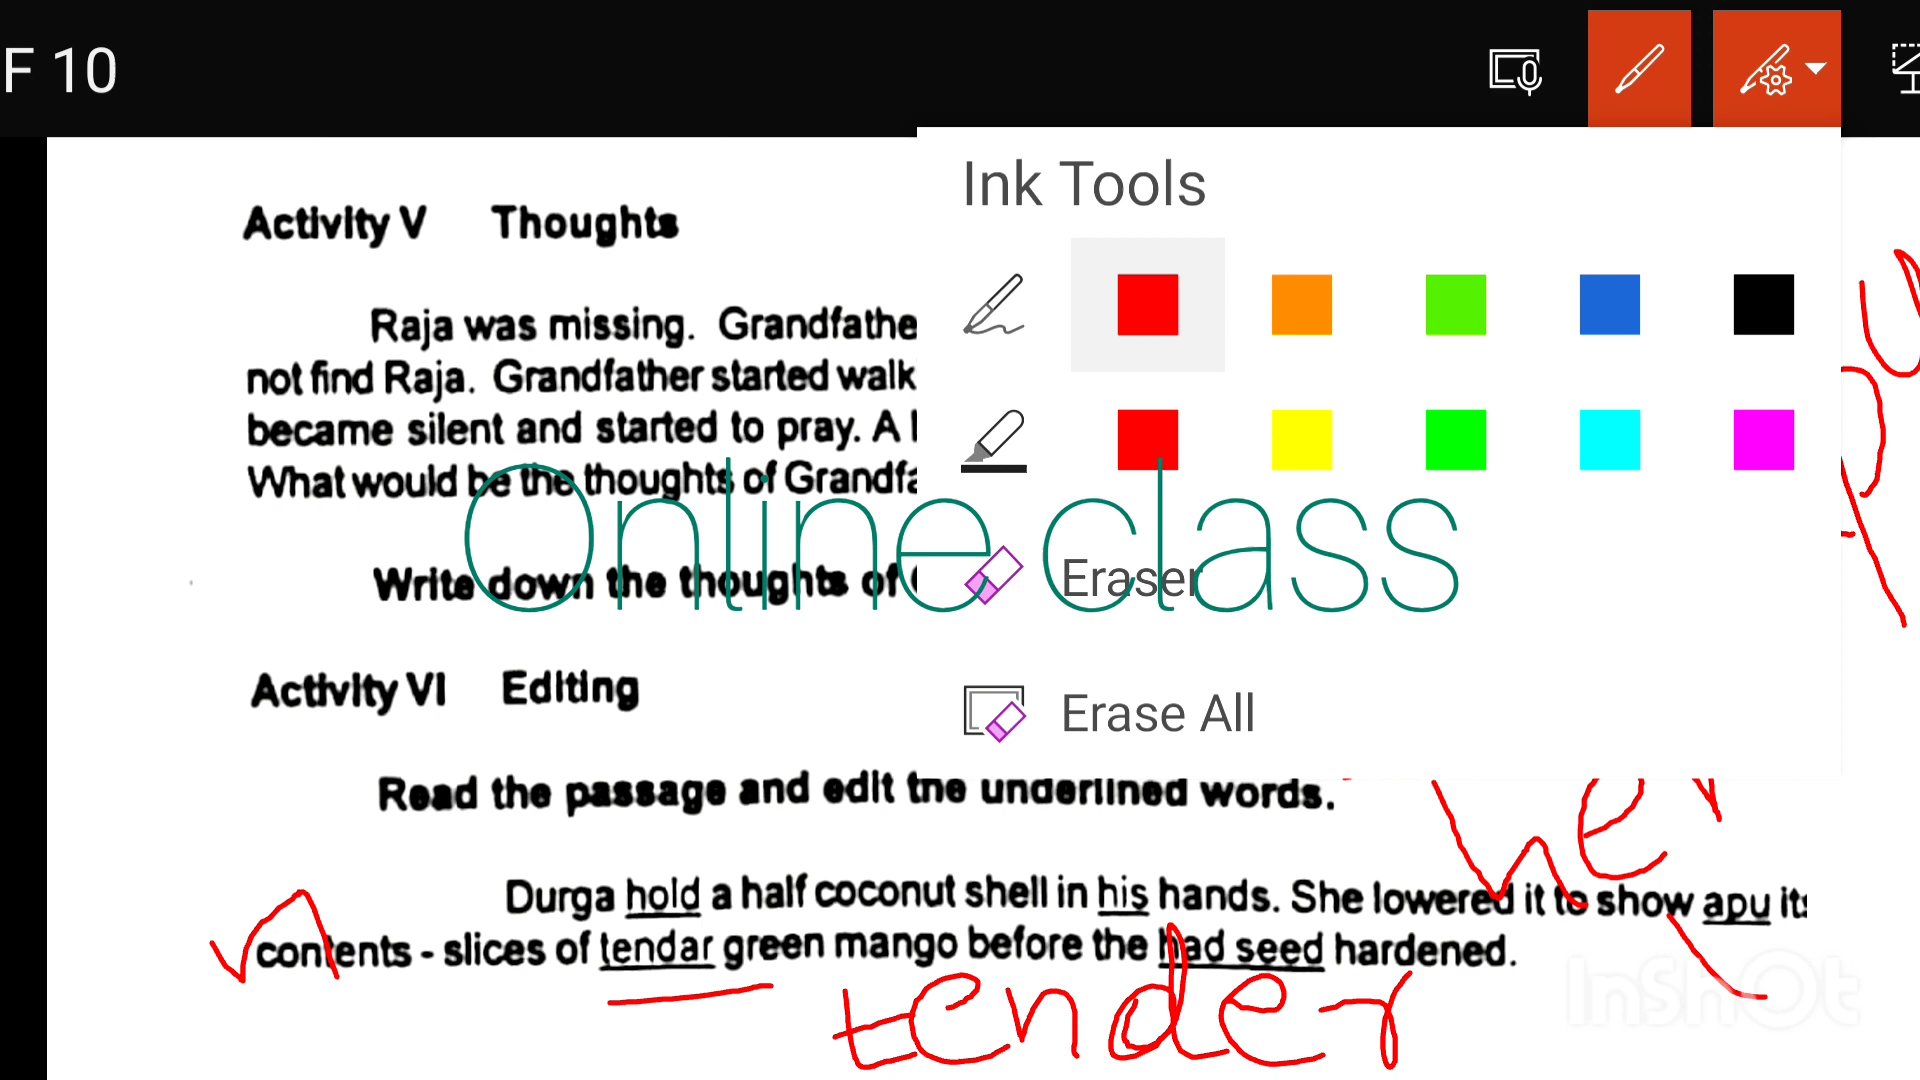 F 10
Ink Tools
Activity V Thoughts
Raja was missing. Grandfathe
not find Raja. Grandfather started walk
became silent and started to pray. A
What would be the thoughts of Grandfa
Online class
Write down the thoughts of
Eraser
Activity VI Editing
Erase All
Read the passage and edit the underlined words.
her
Durga hold a half coconut shell in his hands. She lowered it to show apu its
contents - slices of tendar green mango before the had seed hardened.
tender
InShOt